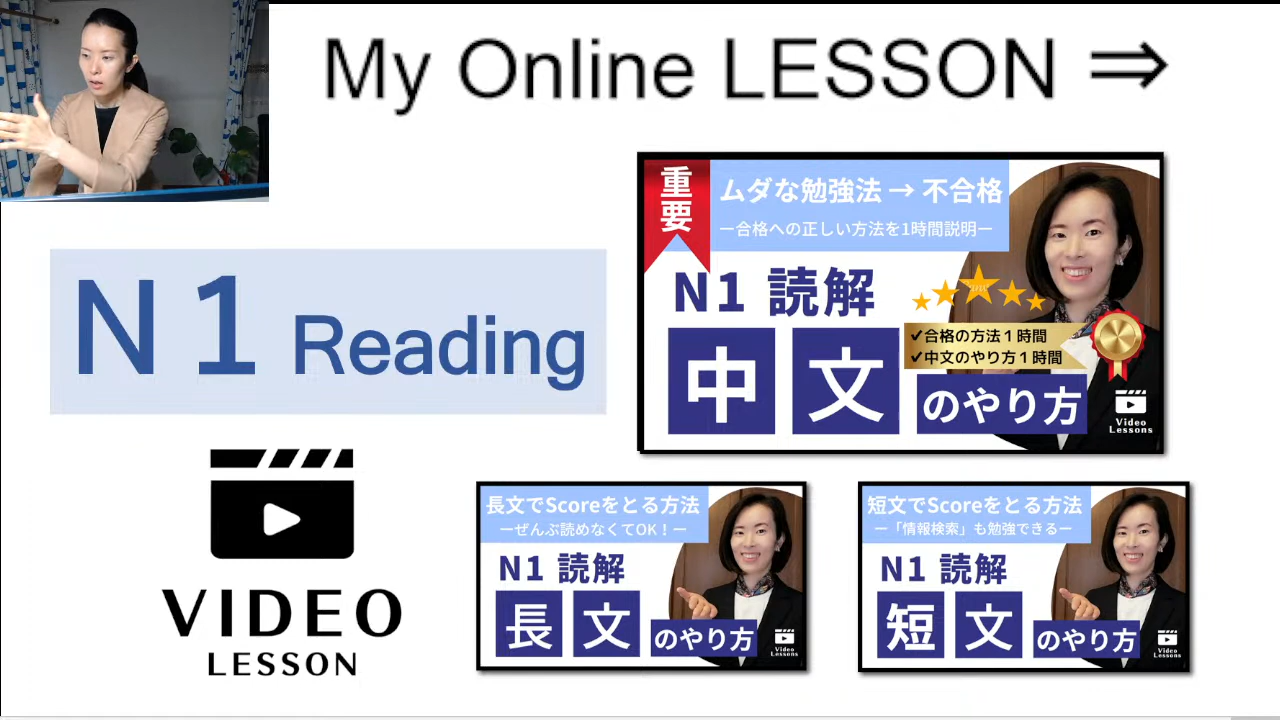 My Online LESSON ⇒
N1 Reading
VIDEO
LESSON
重要
ムダな勉強法 → 不合格
ー合格への正しい方法を1時間説明ー
N1 読解
中文のやり方
✔合格の方法1時間
✔中文のやり方1時間
Video
Lessons
長文でScoreをとる方法
ーぜんぶ読めなくてOK!ー
N1 読解
長文のやり方
Video
Lessons
短文でScoreをとる方法
ー「情報検索」も勉強できるー
N1 読解
短文のやり方
Video
Lessons